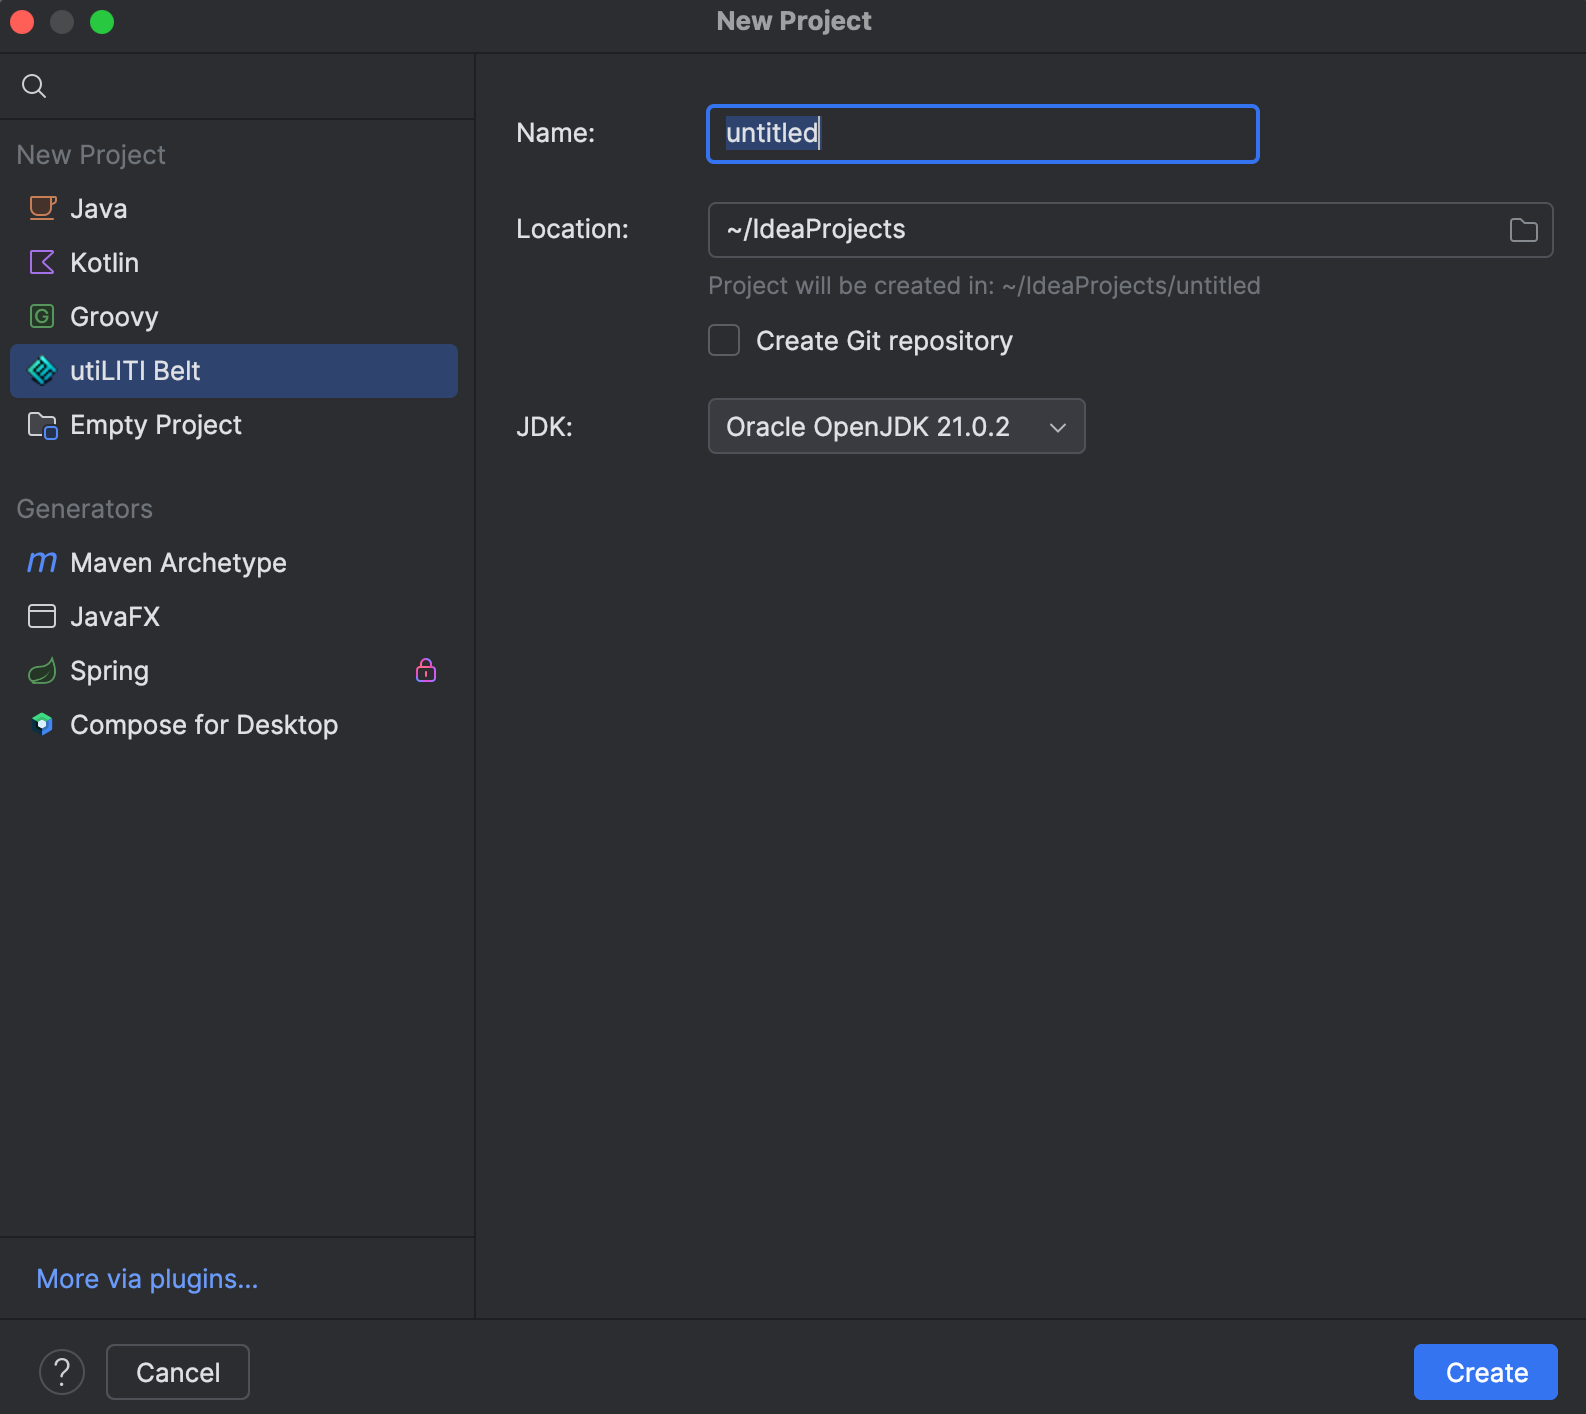 New Project
New Project
Java
Kotlin
G Groovy
utiLITI Belt
Empty Project
Generators
m Maven Archetype
JavaFX
Spring
Compose for Desktop
More via plugins...
Name: untitled
Location: ~/IdeaProjects
Project will be created in: ~/IdeaProjects/untitled
Create Git repository
JDK: Oracle OpenJDK 21.0.2
? Cancel Create